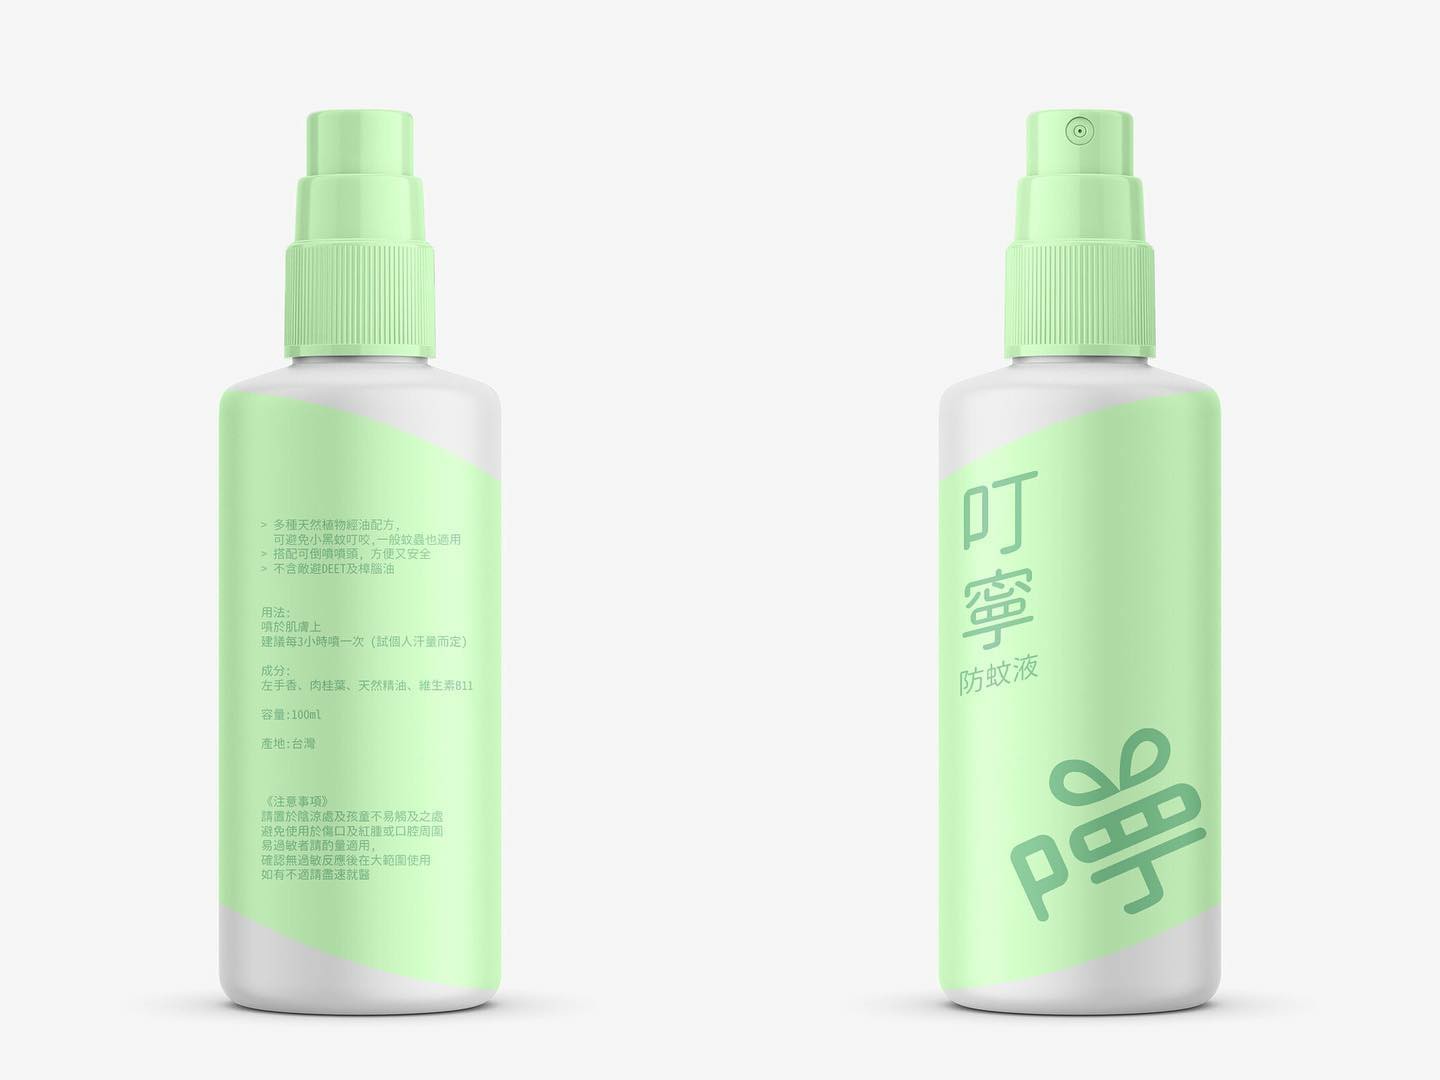 > 多種天然植物經油配方,
可避免小黑蚊叮咬,一般蚊蟲也適用
> 搭配可倒噴噴頭, 方便又安全
> 不含敵避DEET及樟腦油
用法:
噴於肌膚上
建議每3小時噴一次 (試個人汗量而定)
成分:
左手香、肉桂葉、天然精油、維生素B11
容量:100ml
產地:台灣
《注意事項》
請置於陰涼處及孩童不易觸及之處
避免使用於傷口及紅腫或口腔周圍
易過敏者請酌量適用,
確認無過敏反應後在大範圍使用
如有不適請盡速就醫
叮
寧
防蚊液
嚀